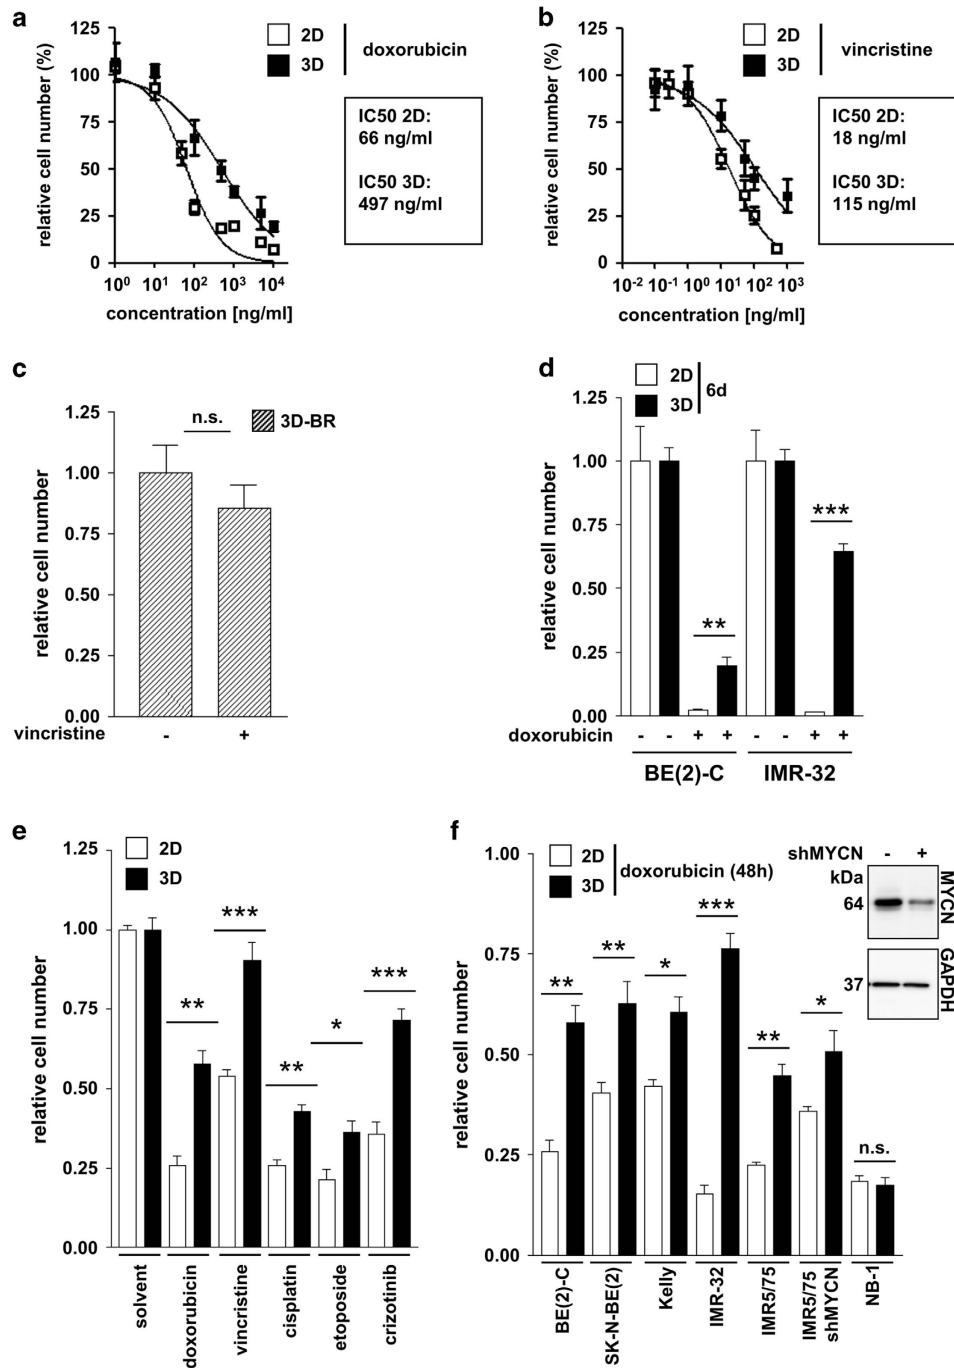 a
125
100
75
50
25
0
relative cell number (%)
10⁰ 10¹ 10² 10³ 10⁴
concentration [ng/ml]
2D
3D
doxorubicin
IC50 2D:
66 ng/ml
IC50 3D:
497 ng/ml
b
125
100
75
50
25
0
relative cell number (%)
10⁻² 10⁻¹ 10⁰ 10¹ 10² 10³
concentration [ng/ml]
2D
3D
vincristine
IC50 2D:
18 ng/ml
IC50 3D:
115 ng/ml
c
1.25
1.00
0.75
0.50
0.25
0.00
relative cell number
n.s.
3D-BR
vincristine - +
d
2D
3D
6d
1.25
1.00
0.75
0.50
0.25
0.00
relative cell number
**
***
doxorubicin - - + + - - + +
BE(2)-C IMR-32
e
2D
3D
1.25
1.00
0.75
0.50
0.25
0.00
relative cell number
**
***
**
*
***
solvent
doxorubicin
vincristine
cisplatin
etoposide
crizotinib
f
2D
3D
doxorubicin (48h)
1.00
0.75
0.50
0.25
0.00
relative cell number
**
**
*
***
**
*
n.s.
BE(2)-C
SK-N-BE(2)
Kelly
IMR-32
IMR5/75
IMR5/75
shMYCN
NB-1
shMYCN - +
kDa
64
MYCN
37
GAPDH